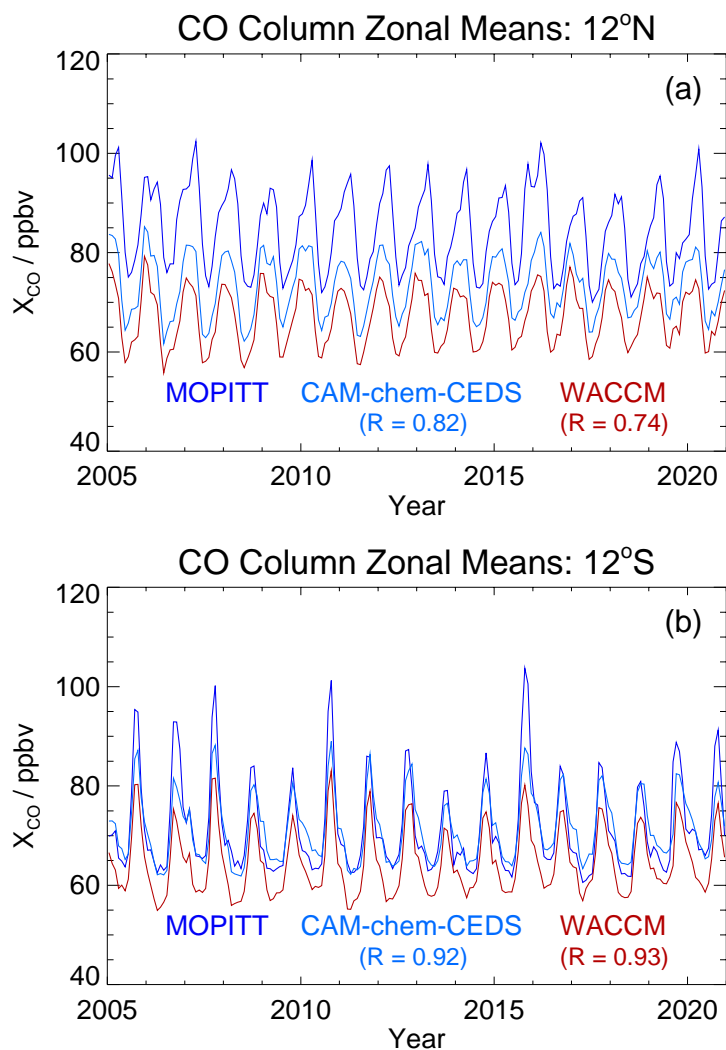 CO Column Zonal Means: 12°N
120
(a)
100
X_CO / ppbv
80
60
MOPITT CAM-chem-CEDS WACCM
(R = 0.82) (R = 0.74)
40
2005 2010 2015 2020
Year
CO Column Zonal Means: 12°S
120
(b)
100
X_CO / ppbv
80
60
MOPITT CAM-chem-CEDS WACCM
(R = 0.92) (R = 0.93)
40
2005 2010 2015 2020
Year